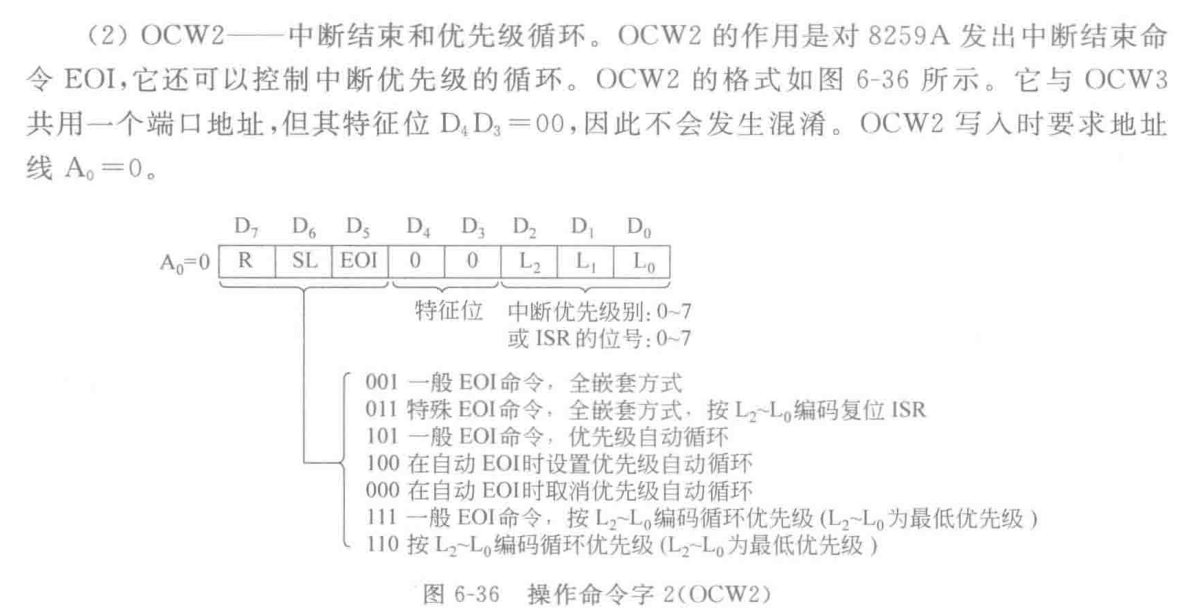 (2) OCW2——中断结束和优先级循环。OCW2 的作用是对 8259A 发出中断结束命
令 EOI,它还可以控制中断优先级的循环。OCW2 的格式如图 6-36 所示。它与 OCW3
共用一个端口地址,但其特征位 D₄D₃=00,因此不会发生混淆。OCW2 写入时要求地址
线 A₀=0。
D₇ D₆ D₅ D₄ D₃ D₂ D₁ D₀
A₀=0 R SL EOI 0 0 L₂ L₁ L₀
特征位 中断优先级别: 0~7
或 ISR 的位号: 0~7
001 一般 EOI 命令，全嵌套方式
011 特殊 EOI 命令，全嵌套方式，按 L₂~L₀ 编码复位 ISR
101 一般 EOI 命令，优先级自动循环
100 在自动 EOI 时设置优先级自动循环
000 在自动 EOI 时取消优先级自动循环
111 一般 EOI 命令，按 L₂~L₀ 编码循环优先级 (L₂~L₀ 为最低优先级)
110 按 L₂~L₀ 编码循环优先级 (L₂~L₀ 为最低优先级)
图 6-36 操作命令字 2(OCW2)